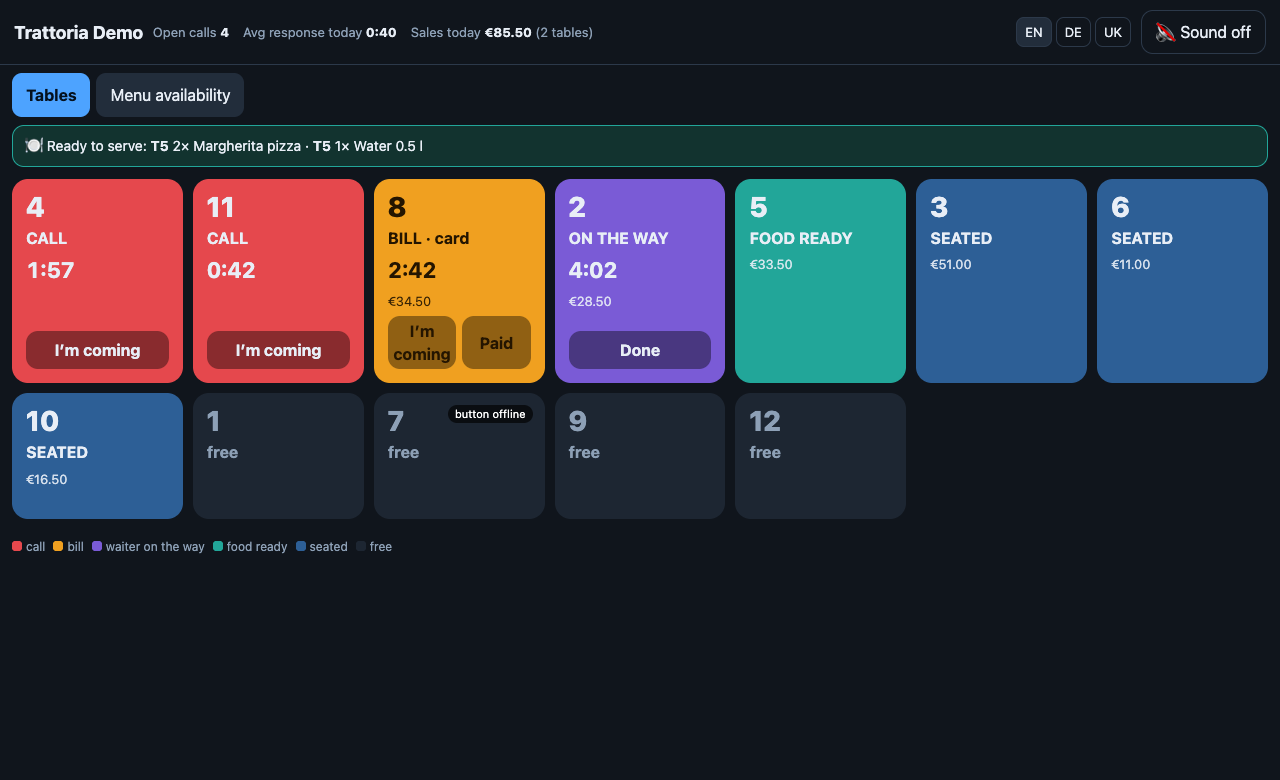 Trattoria Demo Open calls 4 Avg response today 0:40 Sales today €85.50 (2 tables) EN DE UK Sound off
Tables Menu availability
Ready to serve: T5 2× Margherita pizza · T5 1× Water 0.5 l
4
CALL
1:57
I’m coming
11
CALL
0:42
I’m coming
8
BILL · card
2:42
€34.50
I’m
coming
Paid
2
ON THE WAY
4:02
€28.50
Done
5
FOOD READY
€33.50
3
SEATED
€51.00
6
SEATED
€11.00
10
SEATED
€16.50
1
free
7 button offline
free
9
free
12
free
call bill waiter on the way food ready seated free